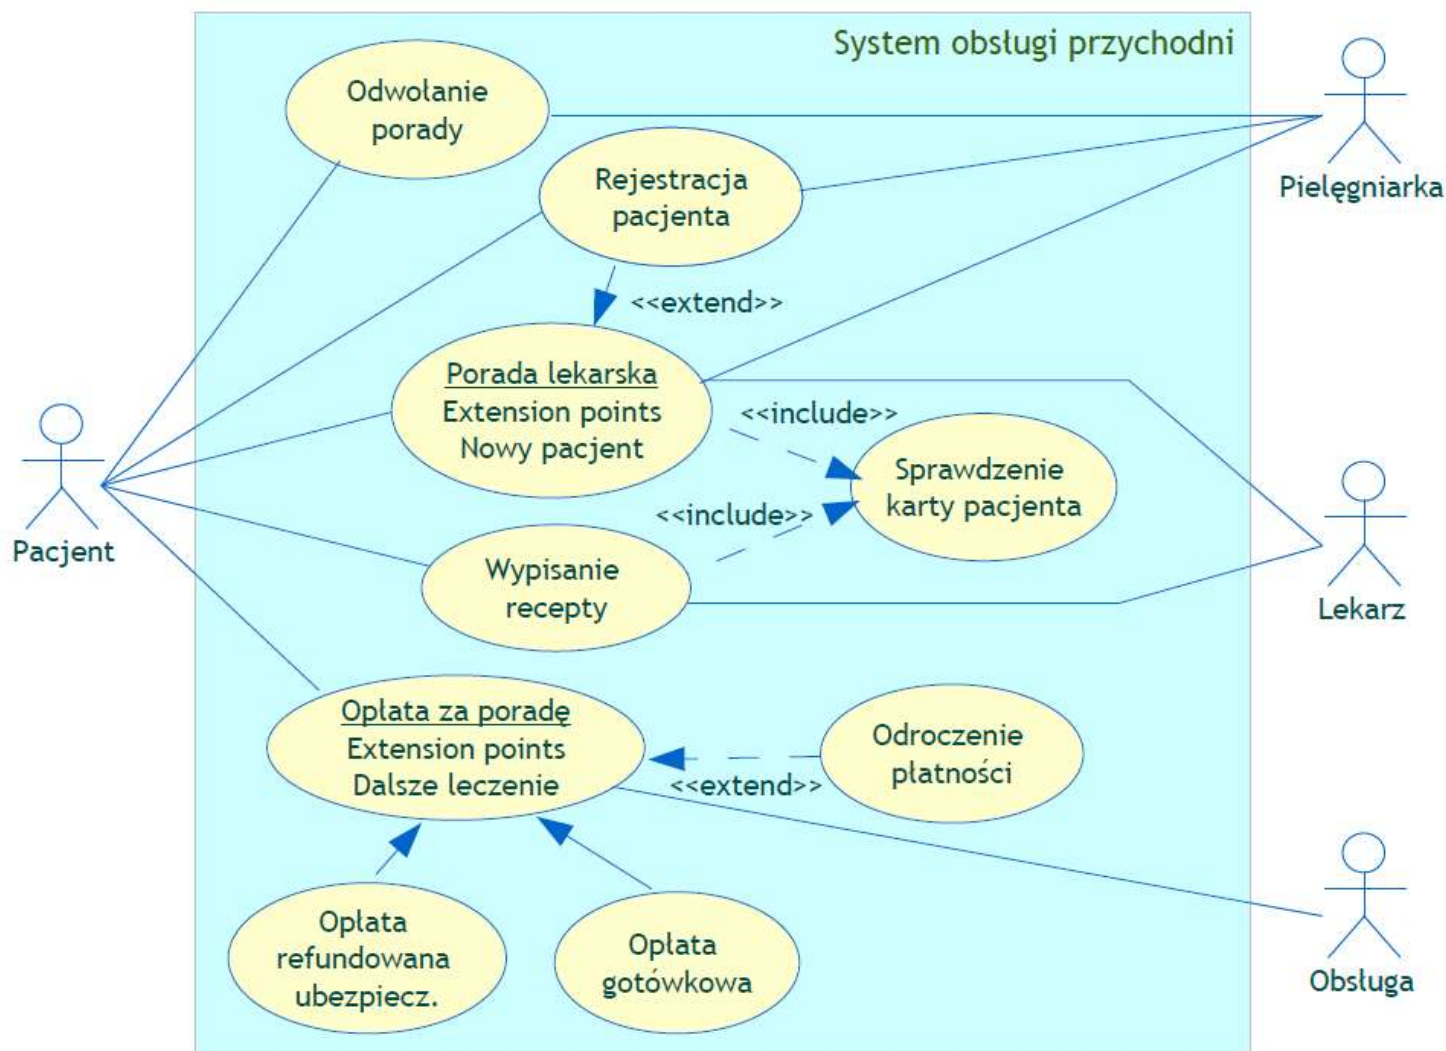 System obsługi przychodni
Odwołanie
porady
Rejestracja
pacjenta
Pielęgniarka
<<extend>>
Porada lekarska
Extension points
Nowy pacjent
<<include>>
Sprawdzenie
karty pacjenta
<<include>>
Pacjent
Wypisanie
recepty
Lekarz
Opłata za poradę
Extension points
Dalsze leczenie
Odroczenie
płatności
<<extend>>
Opłata
refundowana
ubezpiecz.
Opłata
gotówkowa
Obsługa